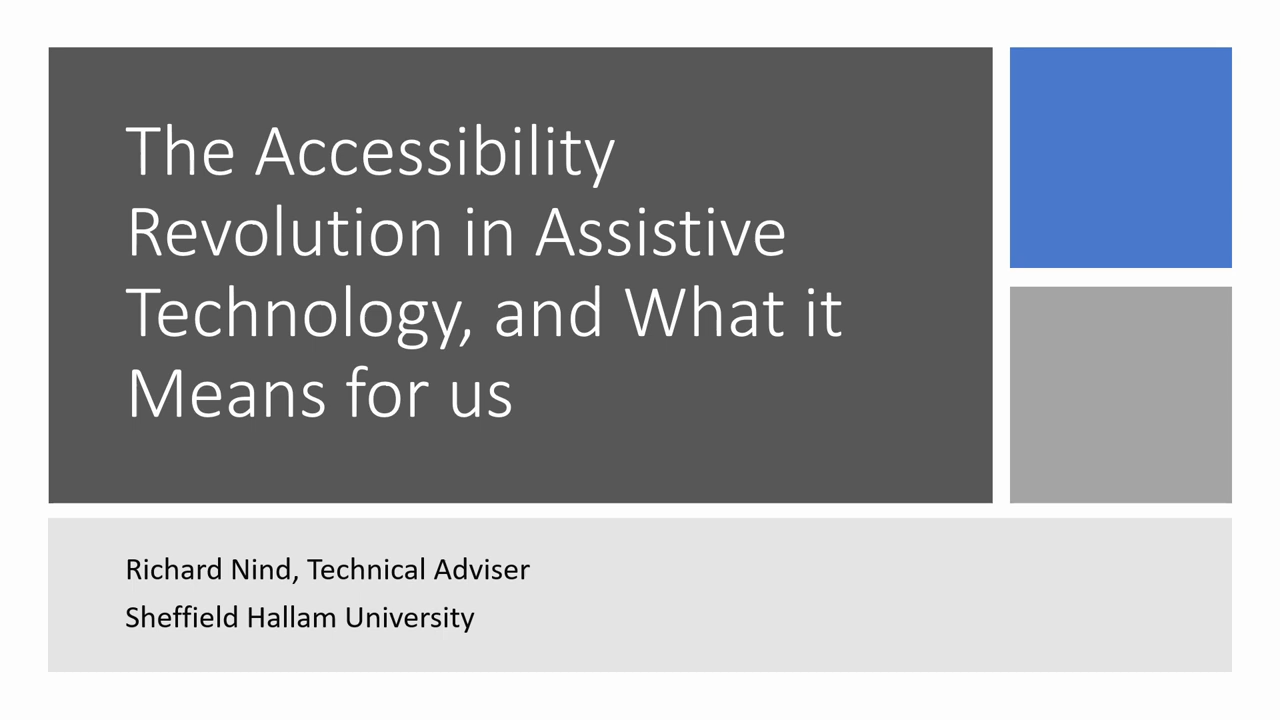 The Accessibility
Revolution in Assistive
Technology, and What it
Means for us
Richard Nind, Technical Adviser
Sheffield Hallam University